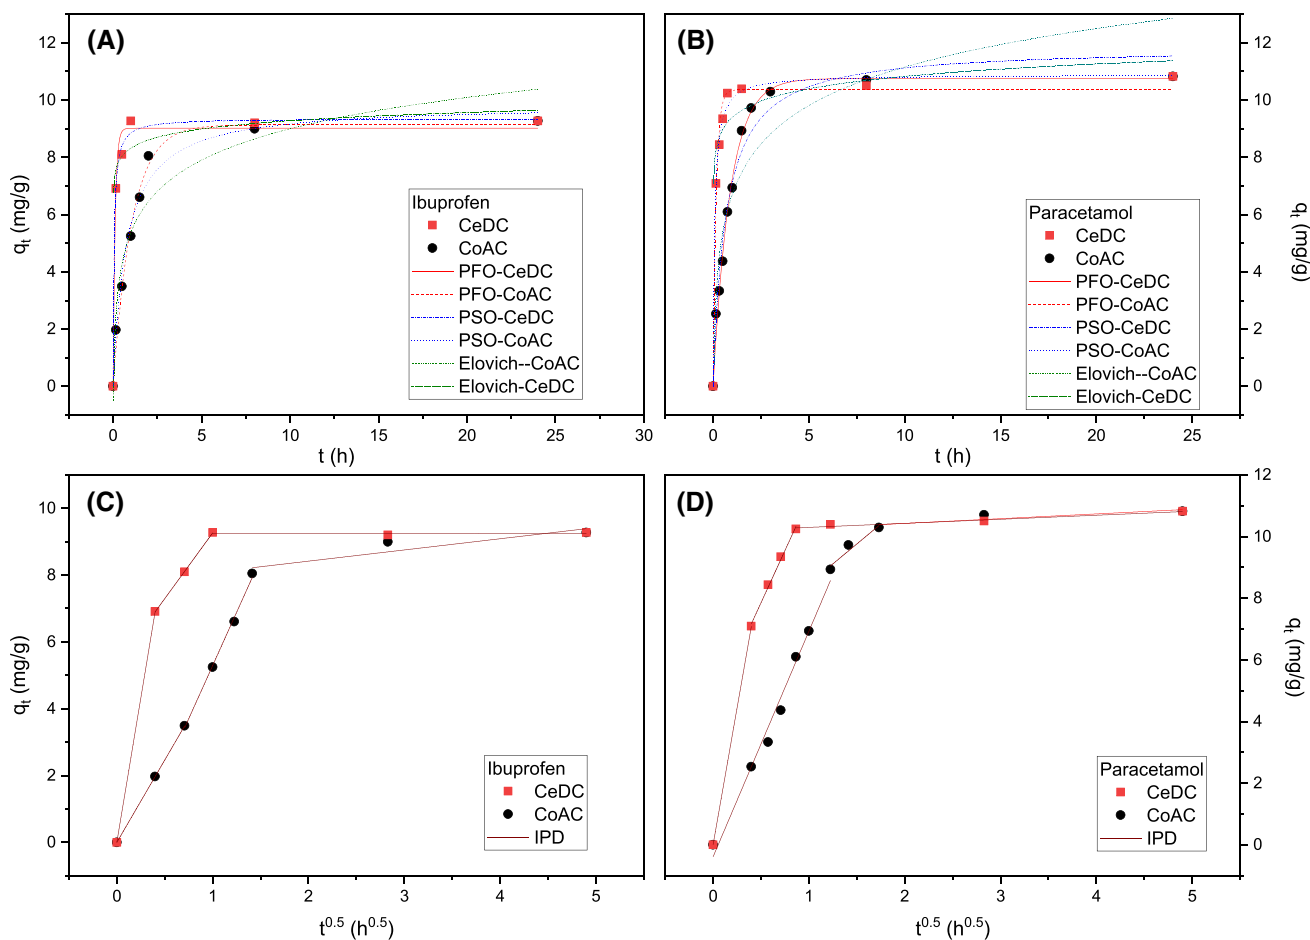 (A)
12
10
8
6
4
2
0
qt (mg/g)
Ibuprofen
CeDC
CoAC
PFO-CeDC
PFO-CoAC
PSO-CeDC
PSO-CoAC
Elovich--CoAC
Elovich-CeDC
0 5 10 15 20 25 30
t (h)
(B)
12
10
8
6
4
2
0
qt (mg/g)
Paracetamol
CeDC
CoAC
PFO-CeDC
PFO-CoAC
PSO-CeDC
PSO-CoAC
Elovich--CoAC
Elovich-CeDC
0 5 10 15 20 25
t (h)
(C)
10
8
6
4
2
0
qt (mg/g)
Ibuprofen
CeDC
CoAC
IPD
0 1 2 3 4 5
t^0.5 (h^0.5)
(D)
12
10
8
6
4
2
0
qt (mg/g)
Paracetamol
CeDC
CoAC
IPD
0 1 2 3 4 5
t^0.5 (h^0.5)